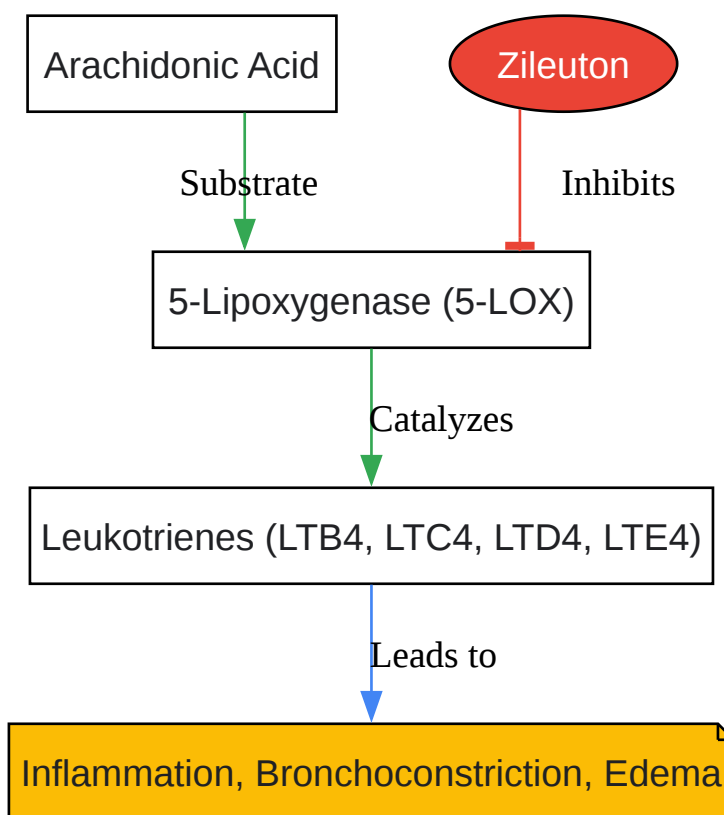 Arachidonic Acid
Zileuton
Substrate
Inhibits
5-Lipoxygenase (5-LOX)
Catalyzes
Leukotrienes (LTB4, LTC4, LTD4, LTE4)
Leads to
Inflammation, Bronchoconstriction, Edema